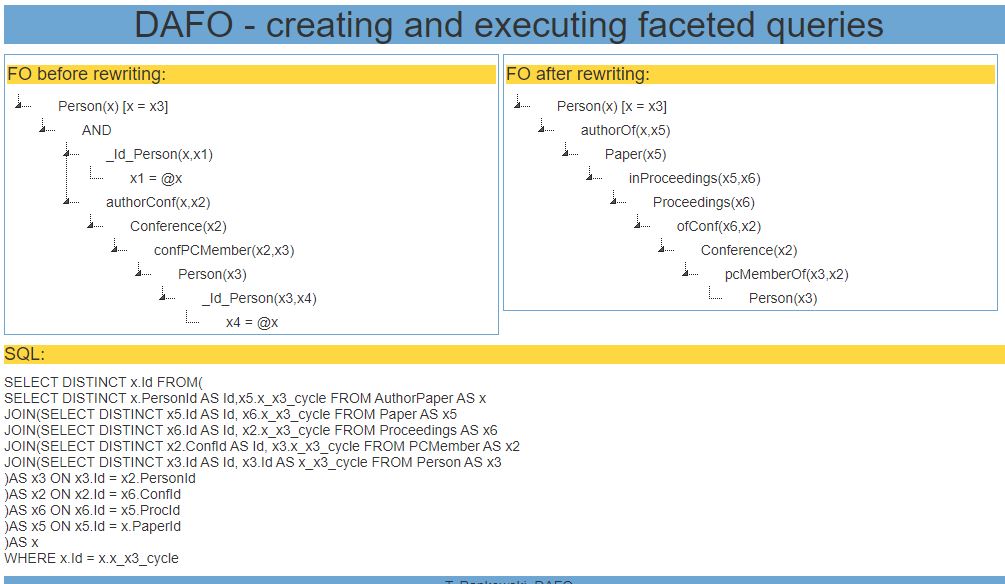 DAFO - creating and executing faceted queries
FO before rewriting:
Person(x) [x = x3]
AND
_Id_Person(x,x1)
x1 = @x
authorConf(x,x2)
Conference(x2)
confPCMember(x2,x3)
Person(x3)
_Id_Person(x3,x4)
x4 = @x
FO after rewriting:
Person(x) [x = x3]
authorOf(x,x5)
Paper(x5)
inProceedings(x5,x6)
Proceedings(x6)
ofConf(x6,x2)
Conference(x2)
pcMemberOf(x3,x2)
Person(x3)
SQL:
SELECT DISTINCT x.Id FROM(
SELECT DISTINCT x.PersonId AS Id,x5.x_x3_cycle FROM AuthorPaper AS x
JOIN(SELECT DISTINCT x5.Id AS Id, x6.x_x3_cycle FROM Paper AS x5
JOIN(SELECT DISTINCT x6.Id AS Id, x2.x_x3_cycle FROM Proceedings AS x6
JOIN(SELECT DISTINCT x2.ConfId AS Id, x3.x_x3_cycle FROM PCMember AS x2
JOIN(SELECT DISTINCT x3.Id AS Id, x3.Id AS x_x3_cycle FROM Person AS x3
)AS x3 ON x3.Id = x2.PersonId
)AS x2 ON x2.Id = x6.ConfId
)AS x6 ON x6.Id = x5.ProcId
)AS x5 ON x5.Id = x.PaperId
)AS x
WHERE x.Id = x.x_x3_cycle